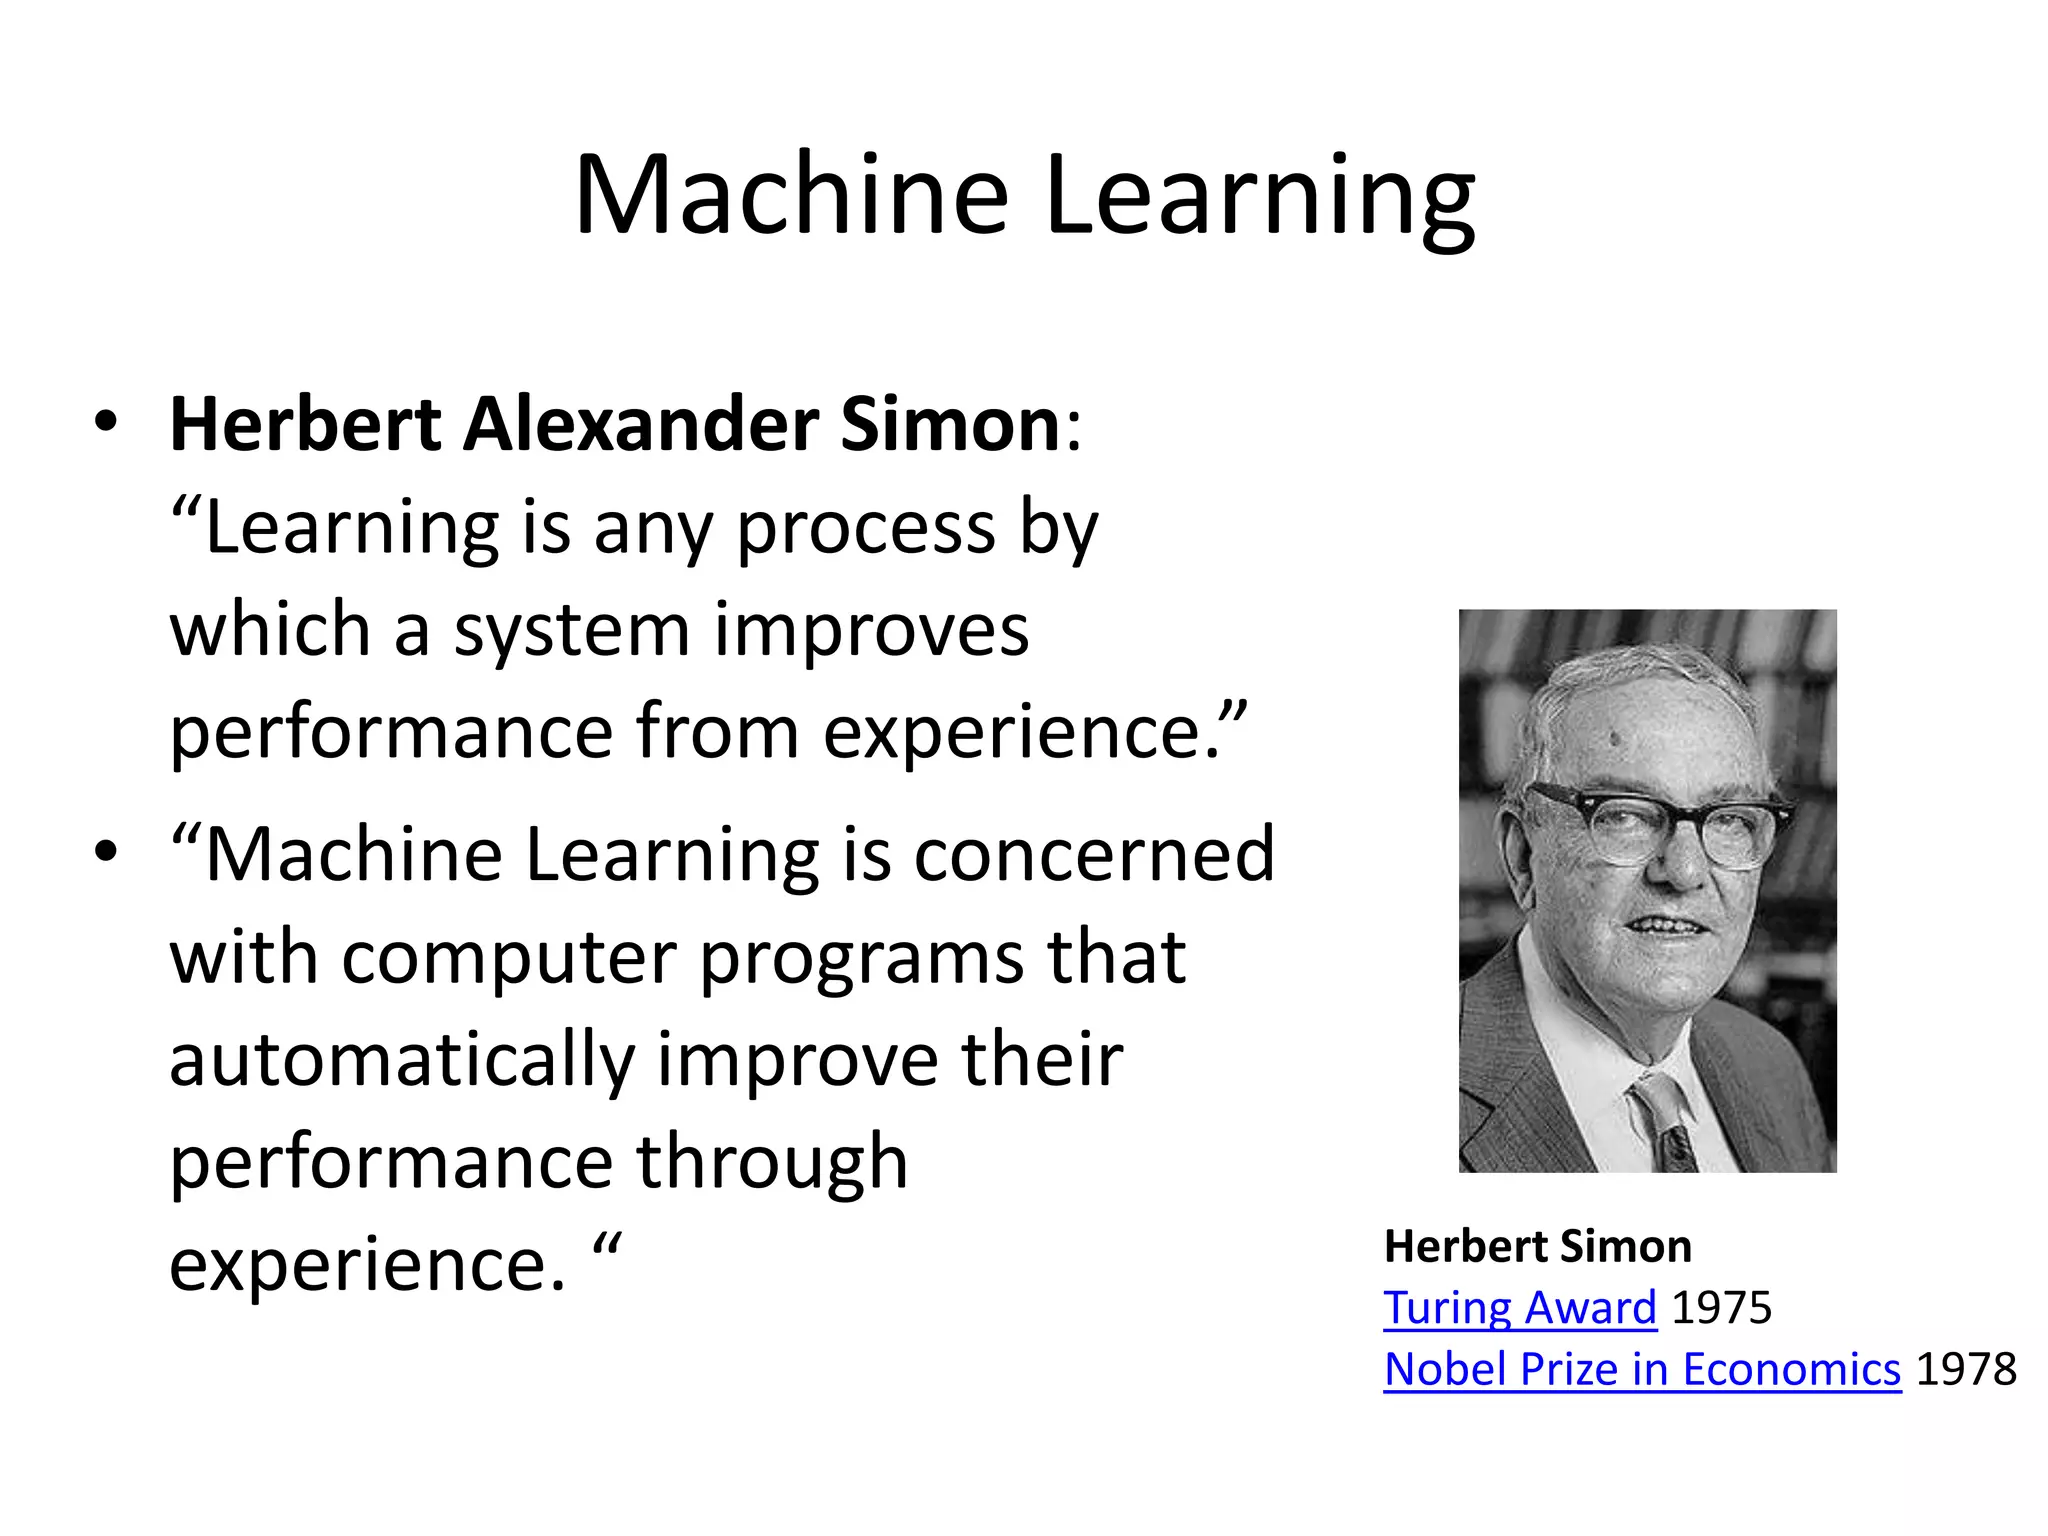 Machine Learning
• Herbert Alexander Simon:
“Learning is any process by
which a system improves
performance from experience.”
• “Machine Learning is concerned
with computer programs that
automatically improve their
performance through
experience. “
Herbert Simon
Turing Award 1975
Nobel Prize in Economics 1978